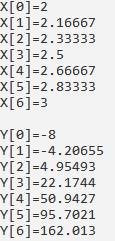 X[0]=2
X[1]=2.16667
X[2]=2.33333
X[3]=2.5
X[4]=2.66667
X[5]=2.83333
X[6]=3
Y[0]=-8
Y[1]=-4.20655
Y[2]=4.95493
Y[3]=22.1744
Y[4]=50.9427
Y[5]=95.7021
Y[6]=162.013